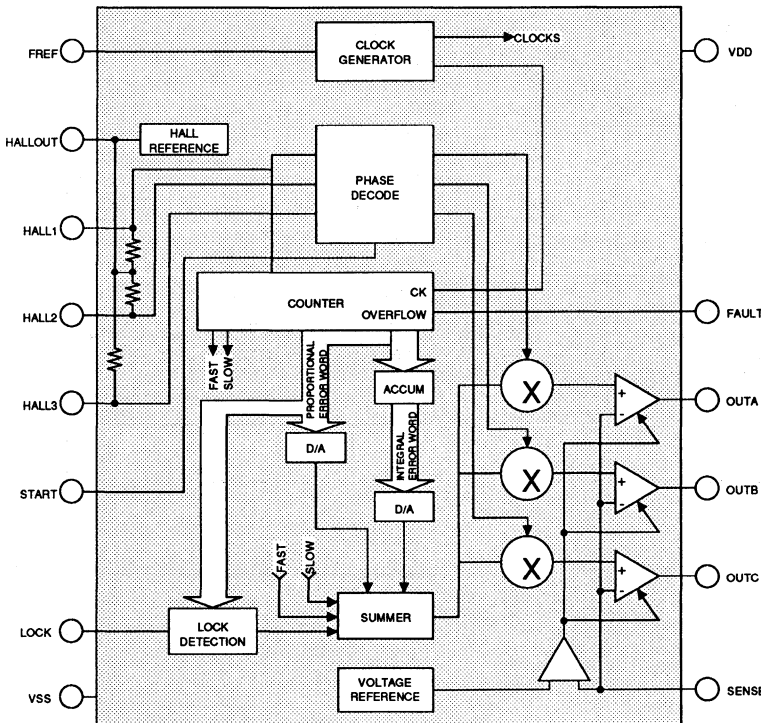 FREF
CLOCK
GENERATOR
CLOCKS
VDD
HALLOUT
HALL
REFERENCE
PHASE
DECODE
HALL1
HALL2
HALL3
COUNTER
CK
OVERFLOW
FAULT
FAST
SLOW
PROPORTIONAL
ERROR WORD
ACCUM
INTEGRAL
ERROR WORD
D/A
D/A
X
X
X
+
-
+
-
+
-
OUTA
OUTB
OUTC
START
FAST
SLOW
LOCK
LOCK
DETECTION
SUMMER
VSS
VOLTAGE
REFERENCE
SENSE